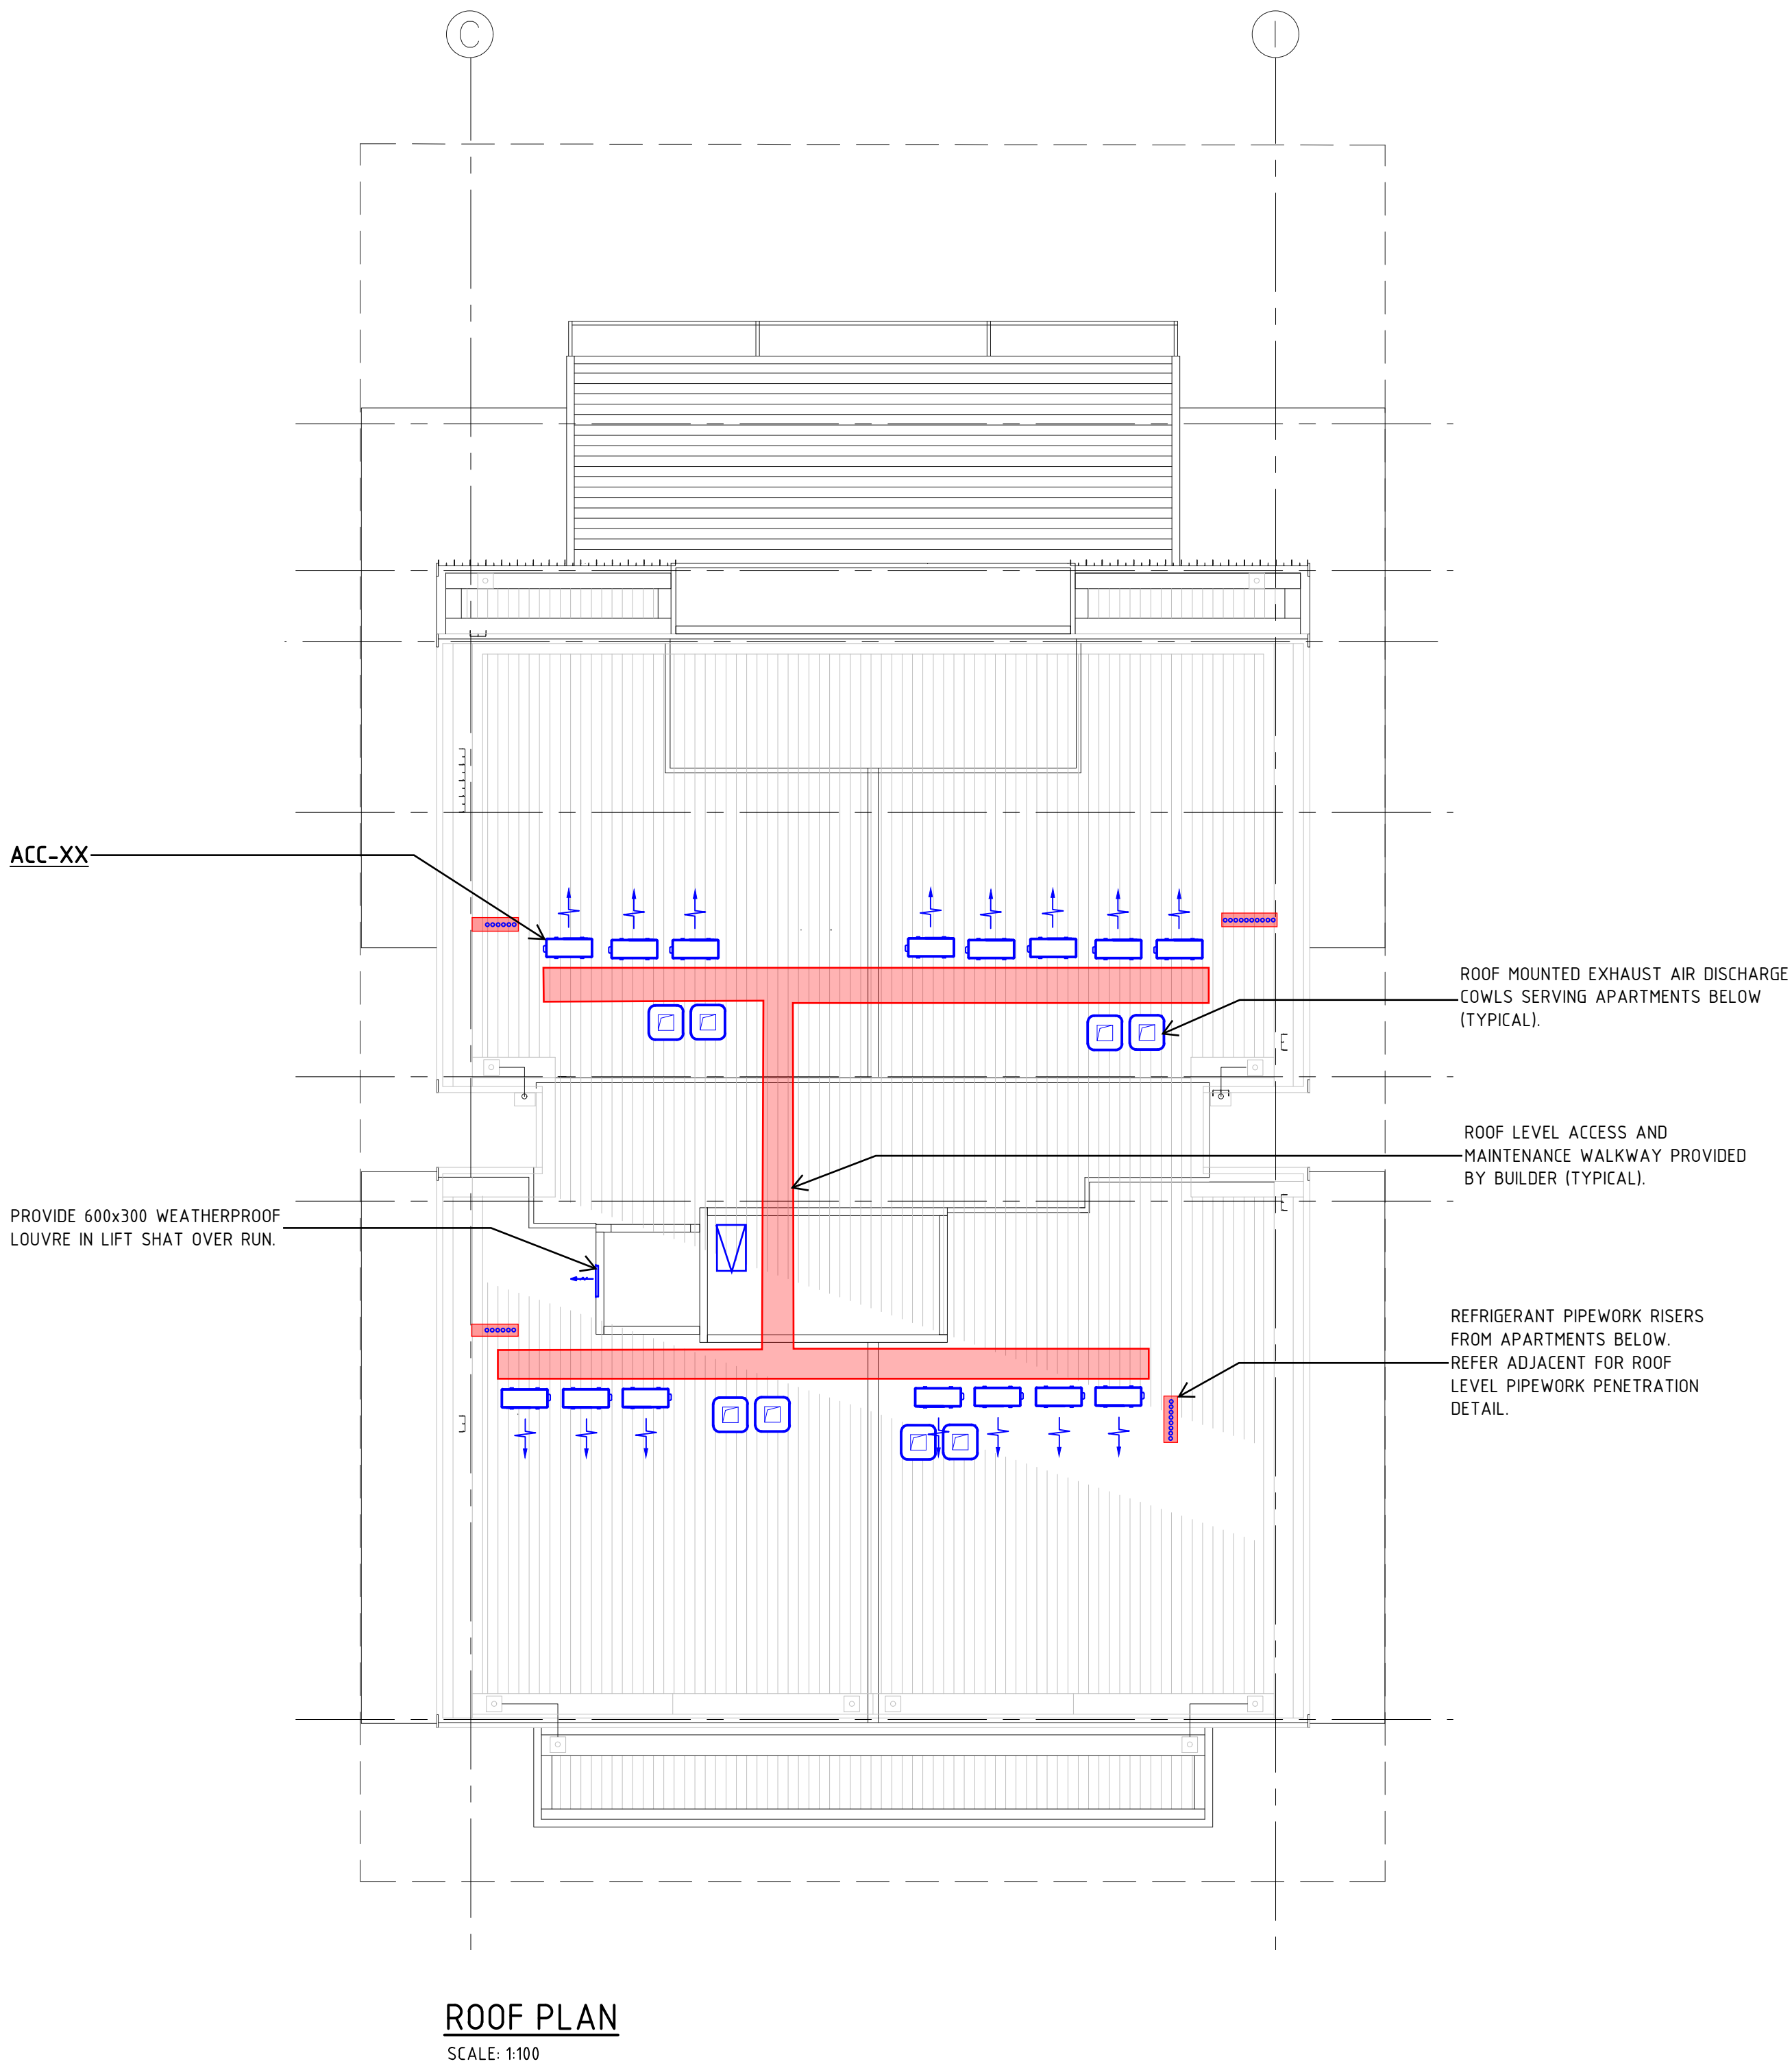 C
I
ACC-XX
ROOF MOUNTED EXHAUST AIR DISCHARGE
COWLS SERVING APARTMENTS BELOW
(TYPICAL).
ROOF LEVEL ACCESS AND
MAINTENANCE WALKWAY PROVIDED
BY BUILDER (TYPICAL).
PROVIDE 600x300 WEATHERPROOF
LOUVRE IN LIFT SHAT OVER RUN.
REFRIGERANT PIPEWORK RISERS
FROM APARTMENTS BELOW.
REFER ADJACENT FOR ROOF
LEVEL PIPEWORK PENETRATION
DETAIL.
ROOF PLAN
SCALE: 1:100